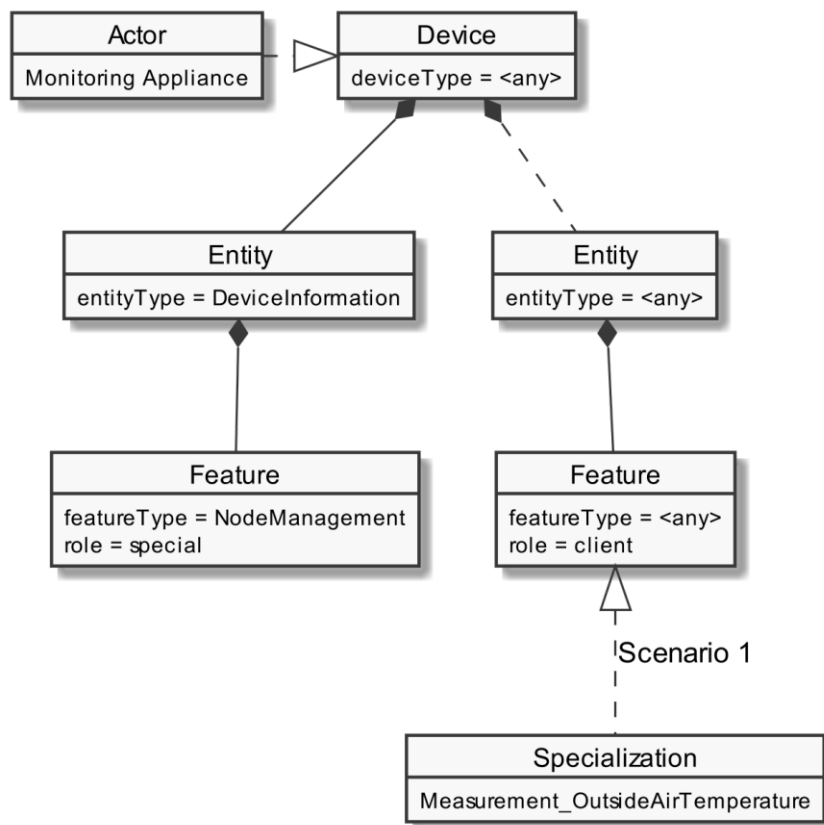 Actor
Monitoring Appliance
Device
deviceType = <any>
Entity
entityType = DeviceInformation
Entity
entityType = <any>
Feature
featureType = NodeManagement
role = special
Feature
featureType = <any>
role = client
Scenario 1
Specialization
Measurement_OutsideAirTemperature